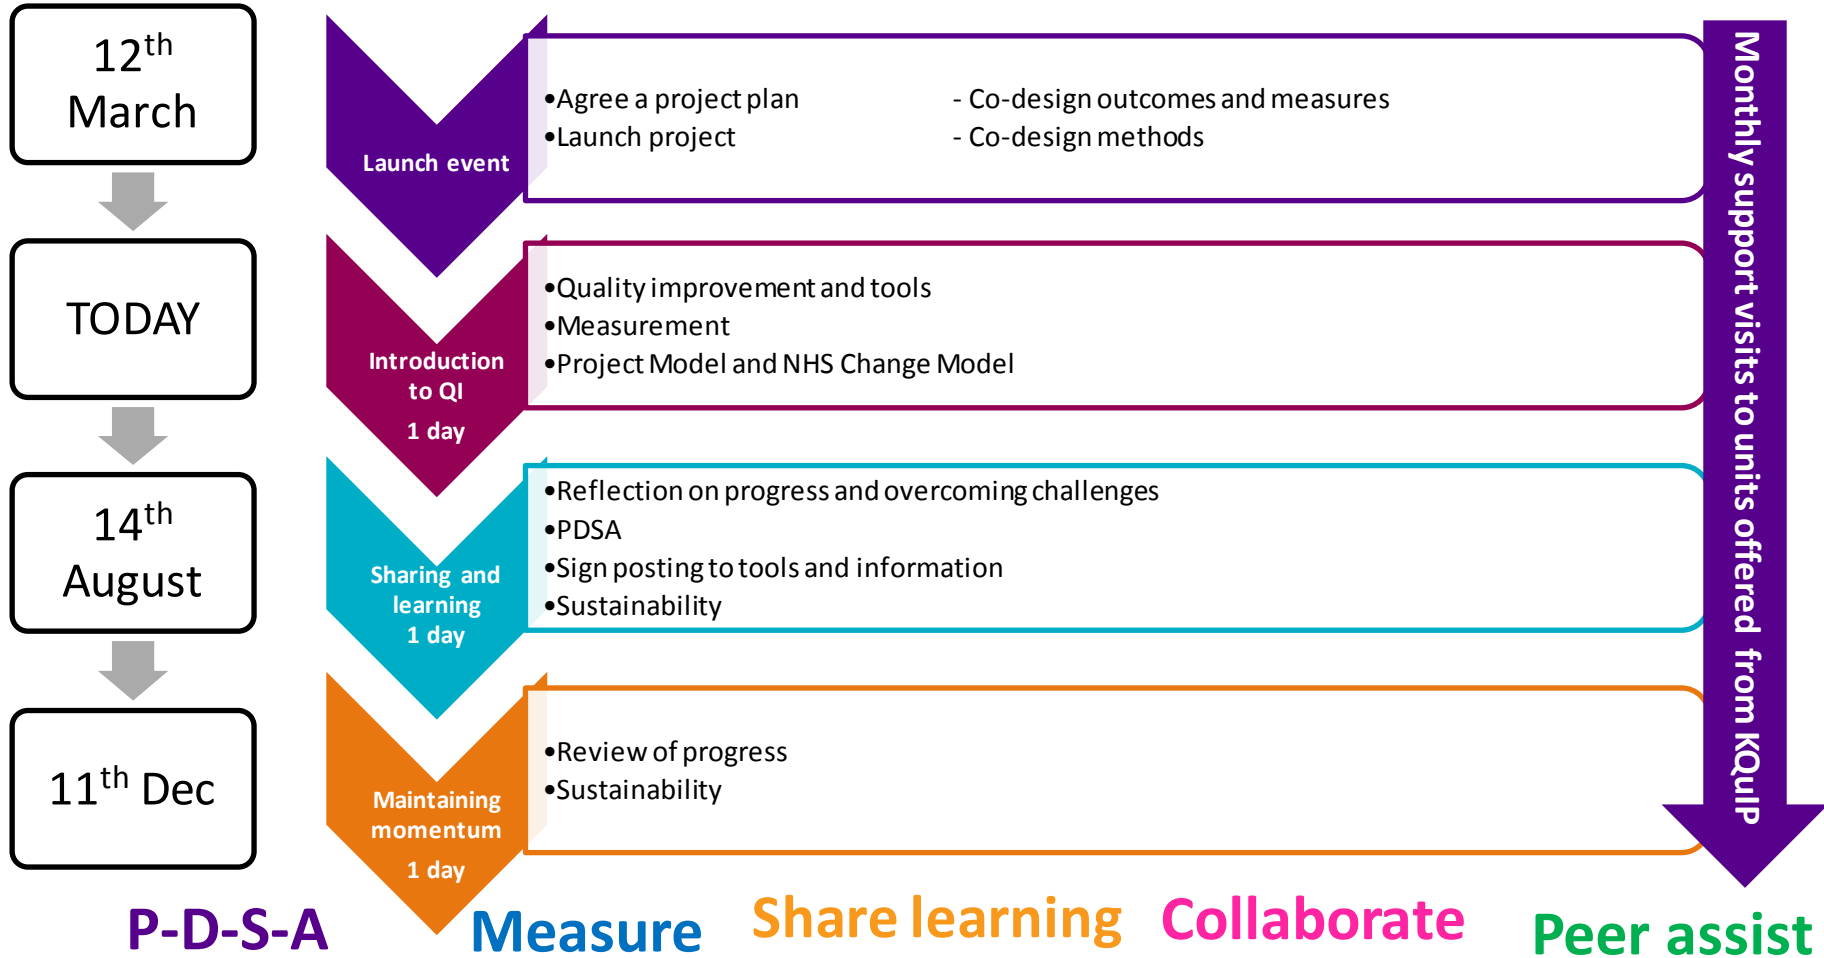 12th
March
Launch event
•Agree a project plan - Co-design outcomes and measures
•Launch project - Co-design methods
TODAY
Introduction
to QI
1 day
•Quality improvement and tools
•Measurement
•Project Model and NHS Change Model
14th
August
Sharing and
learning
1 day
•Reflection on progress and overcoming challenges
•PDSA
•Sign posting to tools and information
•Sustainability
11th Dec
Maintaining
momentum
1 day
•Review of progress
•Sustainability
Monthly support visits to units offered from KQuIP
P-D-S-A
Measure
Share learning
Collaborate
Peer assist